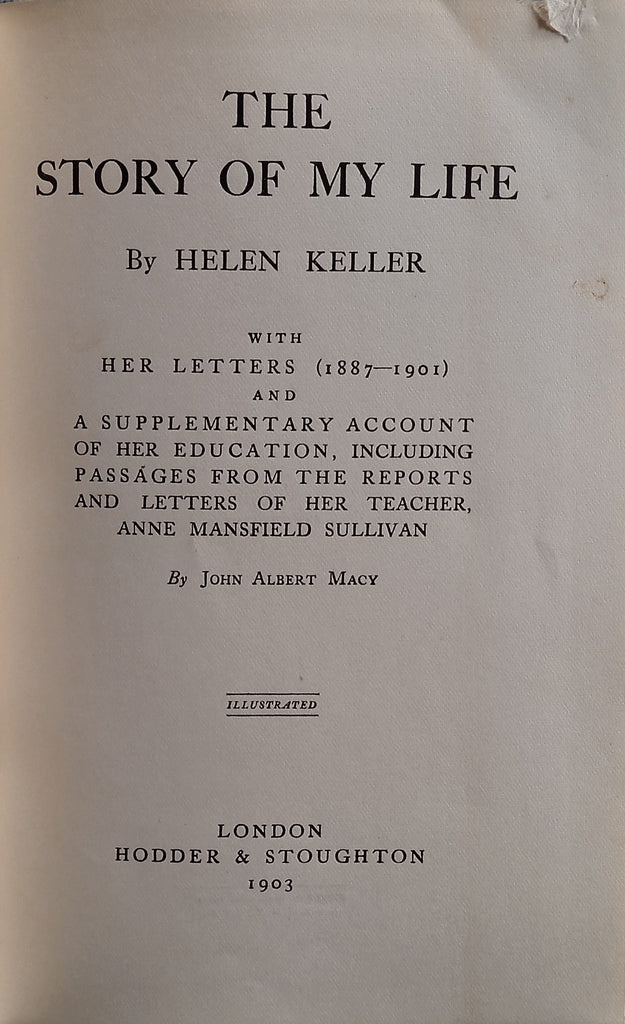 THE
STORY OF MY LIFE
By HELEN KELLER
WITH
HER LETTERS (1887—1901)
AND
A SUPPLEMENTARY ACCOUNT
OF HER EDUCATION, INCLUDING
PASSAGES FROM THE REPORTS
AND LETTERS OF HER TEACHER,
ANNE MANSFIELD SULLIVAN
By JOHN ALBERT MACY
ILLUSTRATED
LONDON
HODDER & STOUGHTON
1903